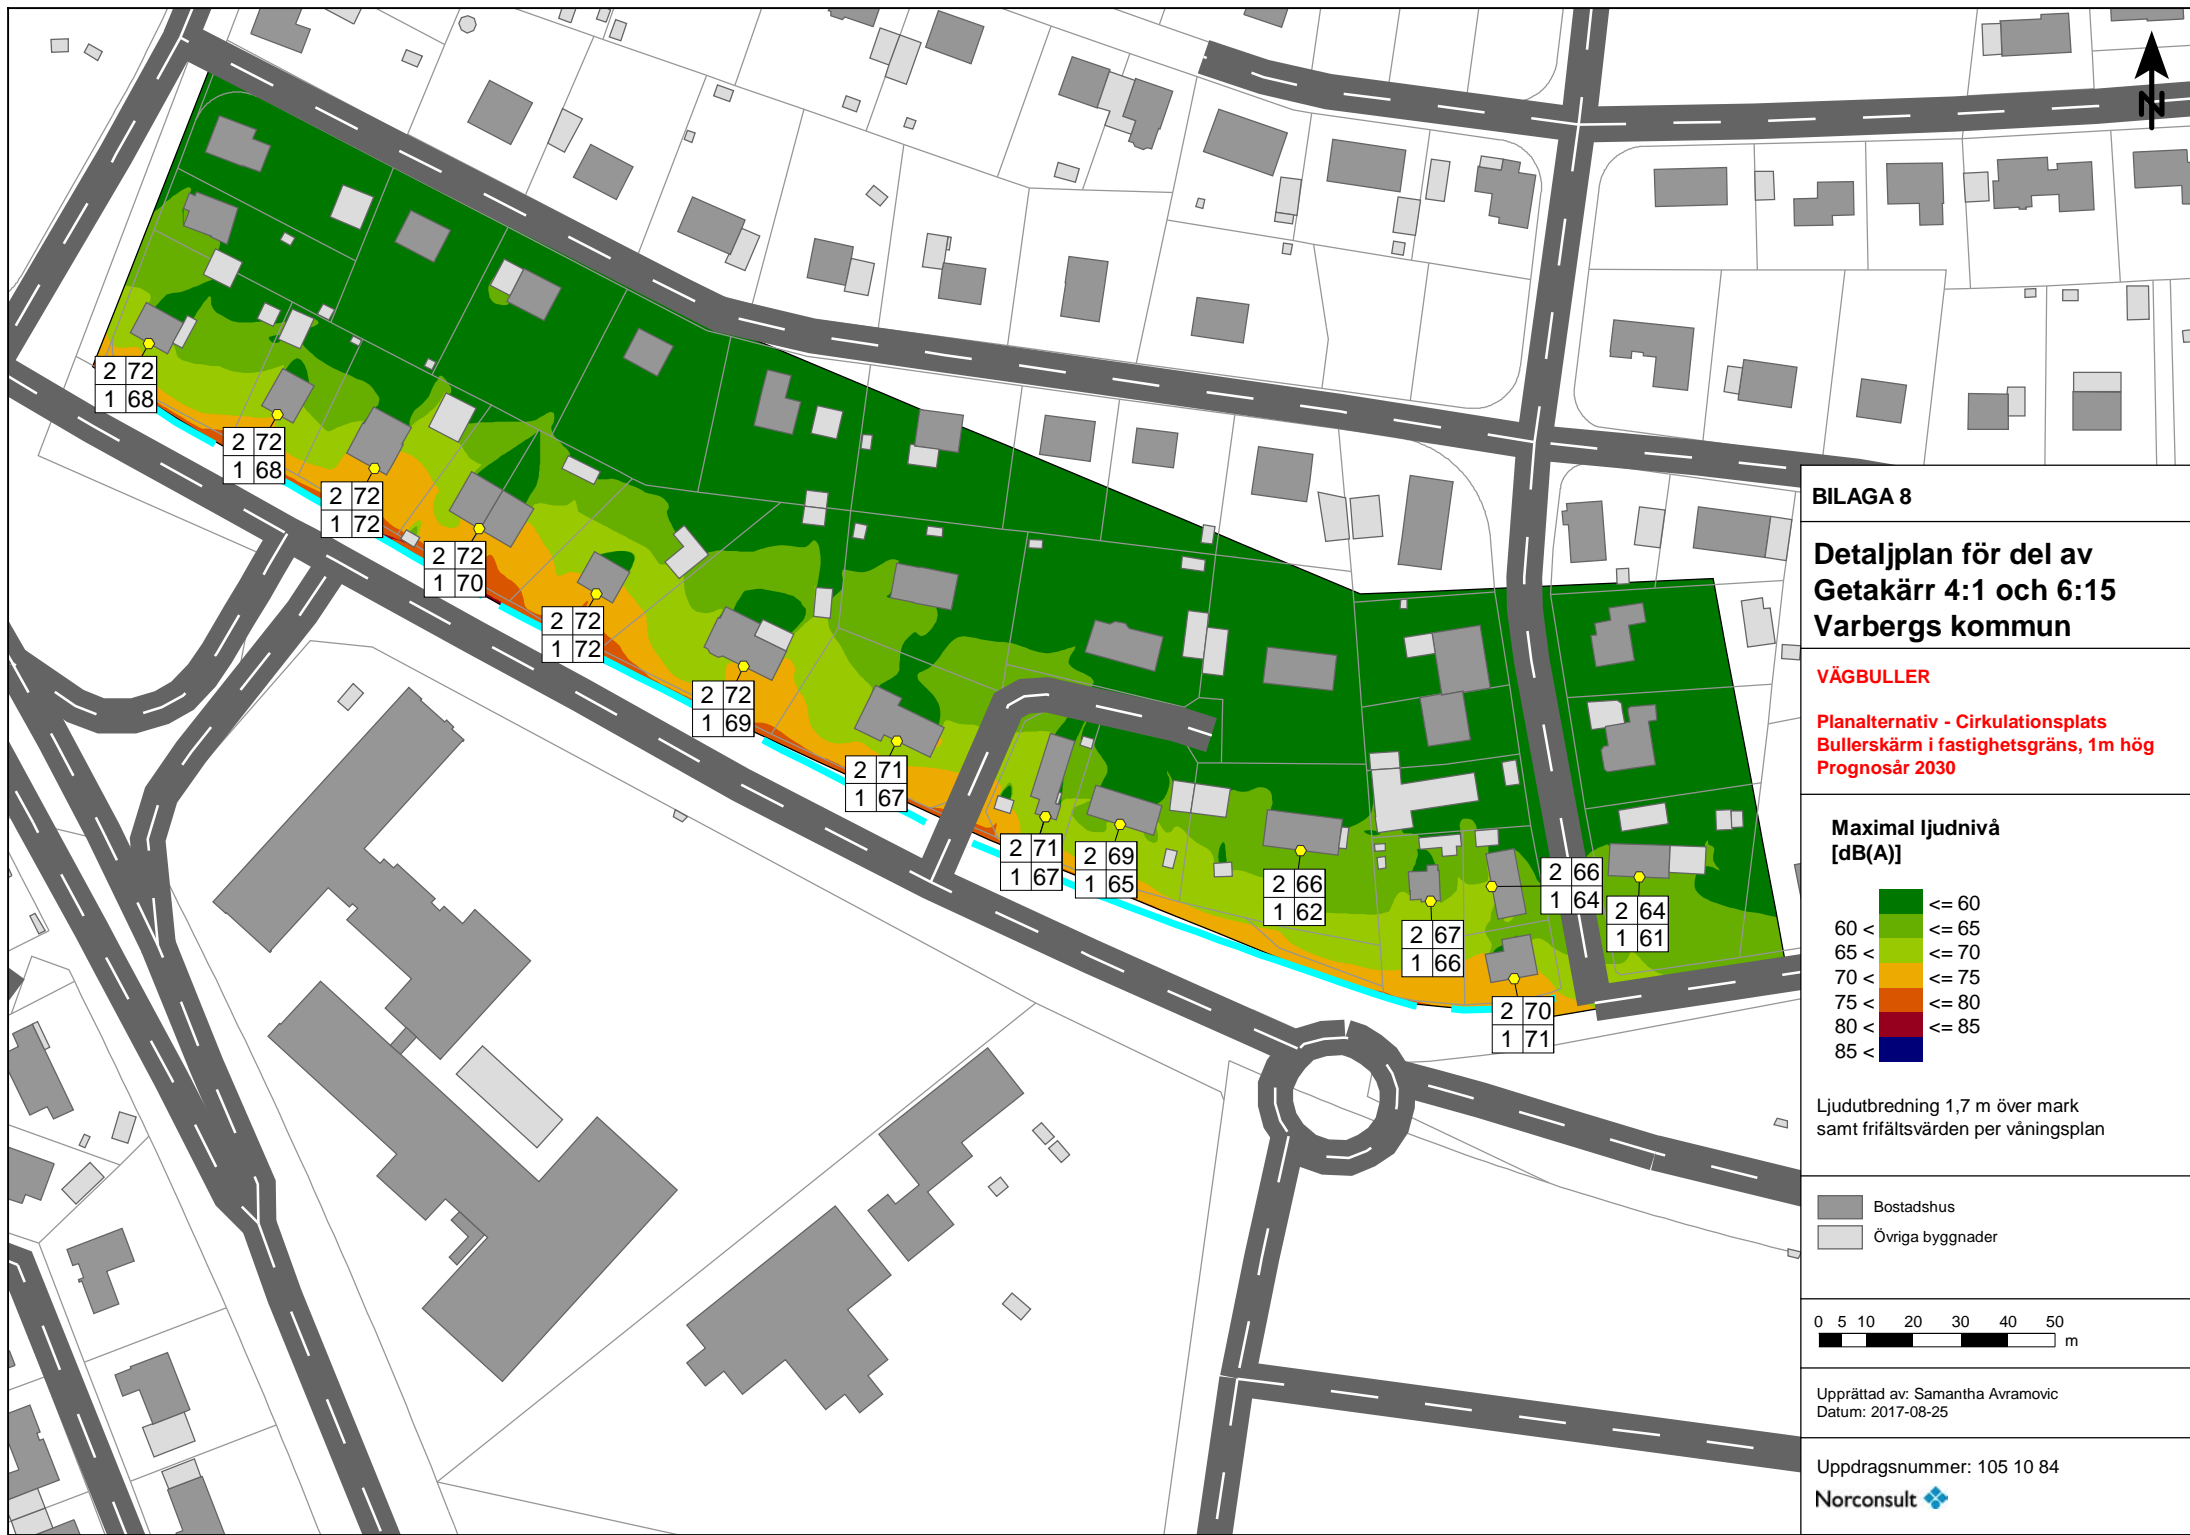 N
2 72
1 68
2 72
1 68
2 72
1 72
2 72
1 70
2 72
1 72
2 72
1 69
2 71
1 67
2 71
1 67
2 69
1 65
2 66
1 62
2 67
1 66
2 66
1 64
2 64
1 61
2 70
1 71
BILAGA 8
Detaljplan för del av
Getakärr 4:1 och 6:15
Varbergs kommun
VÄGBULLER
Planalternativ - Cirkulationsplats
Bullerskärm i fastighetsgräns, 1m hög
Prognosår 2030
Maximal ljudnivå
[dB(A)]
<= 60
60 < <= 65
65 < <= 70
70 < <= 75
75 < <= 80
80 < <= 85
85 <
Ljudutbredning 1,7 m över mark
samt frifältsvärden per våningsplan
Bostadshus
Övriga byggnader
0 5 10 20 30 40 50
m
Upprättad av: Samantha Avramovic
Datum: 2017-08-25
Uppdragsnummer: 105 10 84
Norconsult